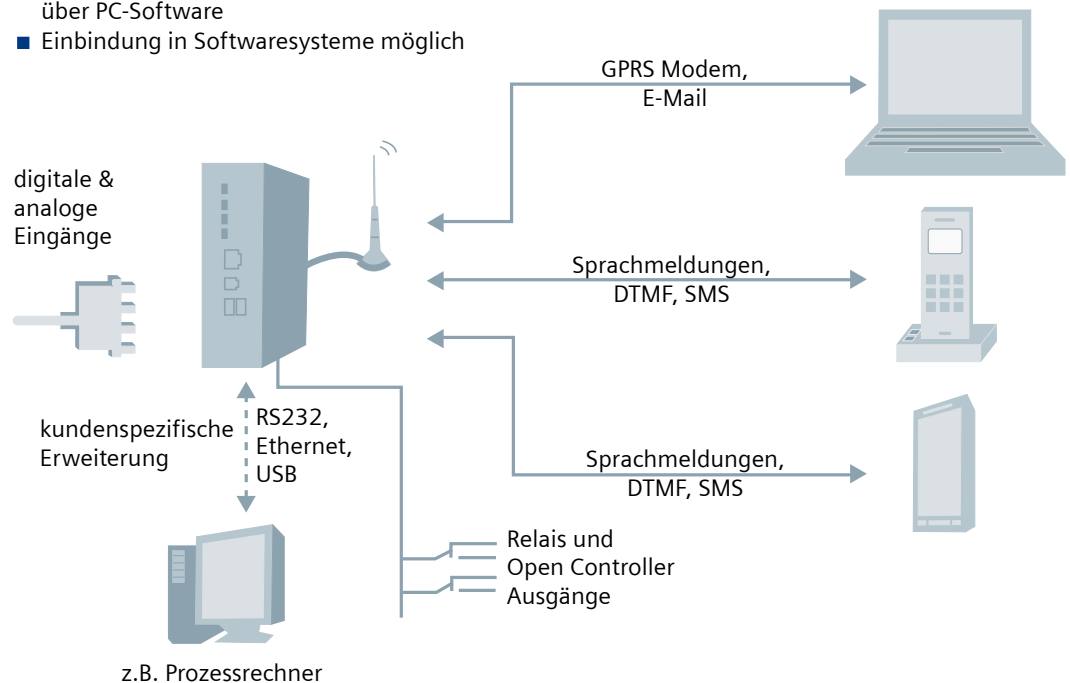 über PC-Software
Einbindung in Softwaresysteme möglich
GPRS Modem,
E-Mail
digitale &
analoge
Eingänge
Sprachmeldungen,
DTMF, SMS
kundenspezifische
Erweiterung
RS232,
Ethernet,
USB
Sprachmeldungen,
DTMF, SMS
Relais und
Open Controller
Ausgänge
z.B. Prozessrechner